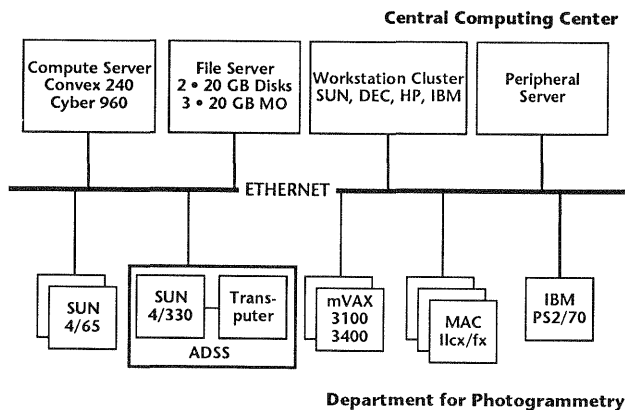 Central Computing Center
Compute Server
Convex 240
Cyber 960
File Server
2 • 20 GB Disks
3 • 20 GB MO
Workstation Cluster
SUN, DEC, HP, IBM
Peripheral
Server
ETHERNET
SUN
4/65
SUN
4/330
Trans-
puter
ADSS
mVAX
3100
3400
MAC
IIcx/fx
IBM
PS2/70
Department for Photogrammetry